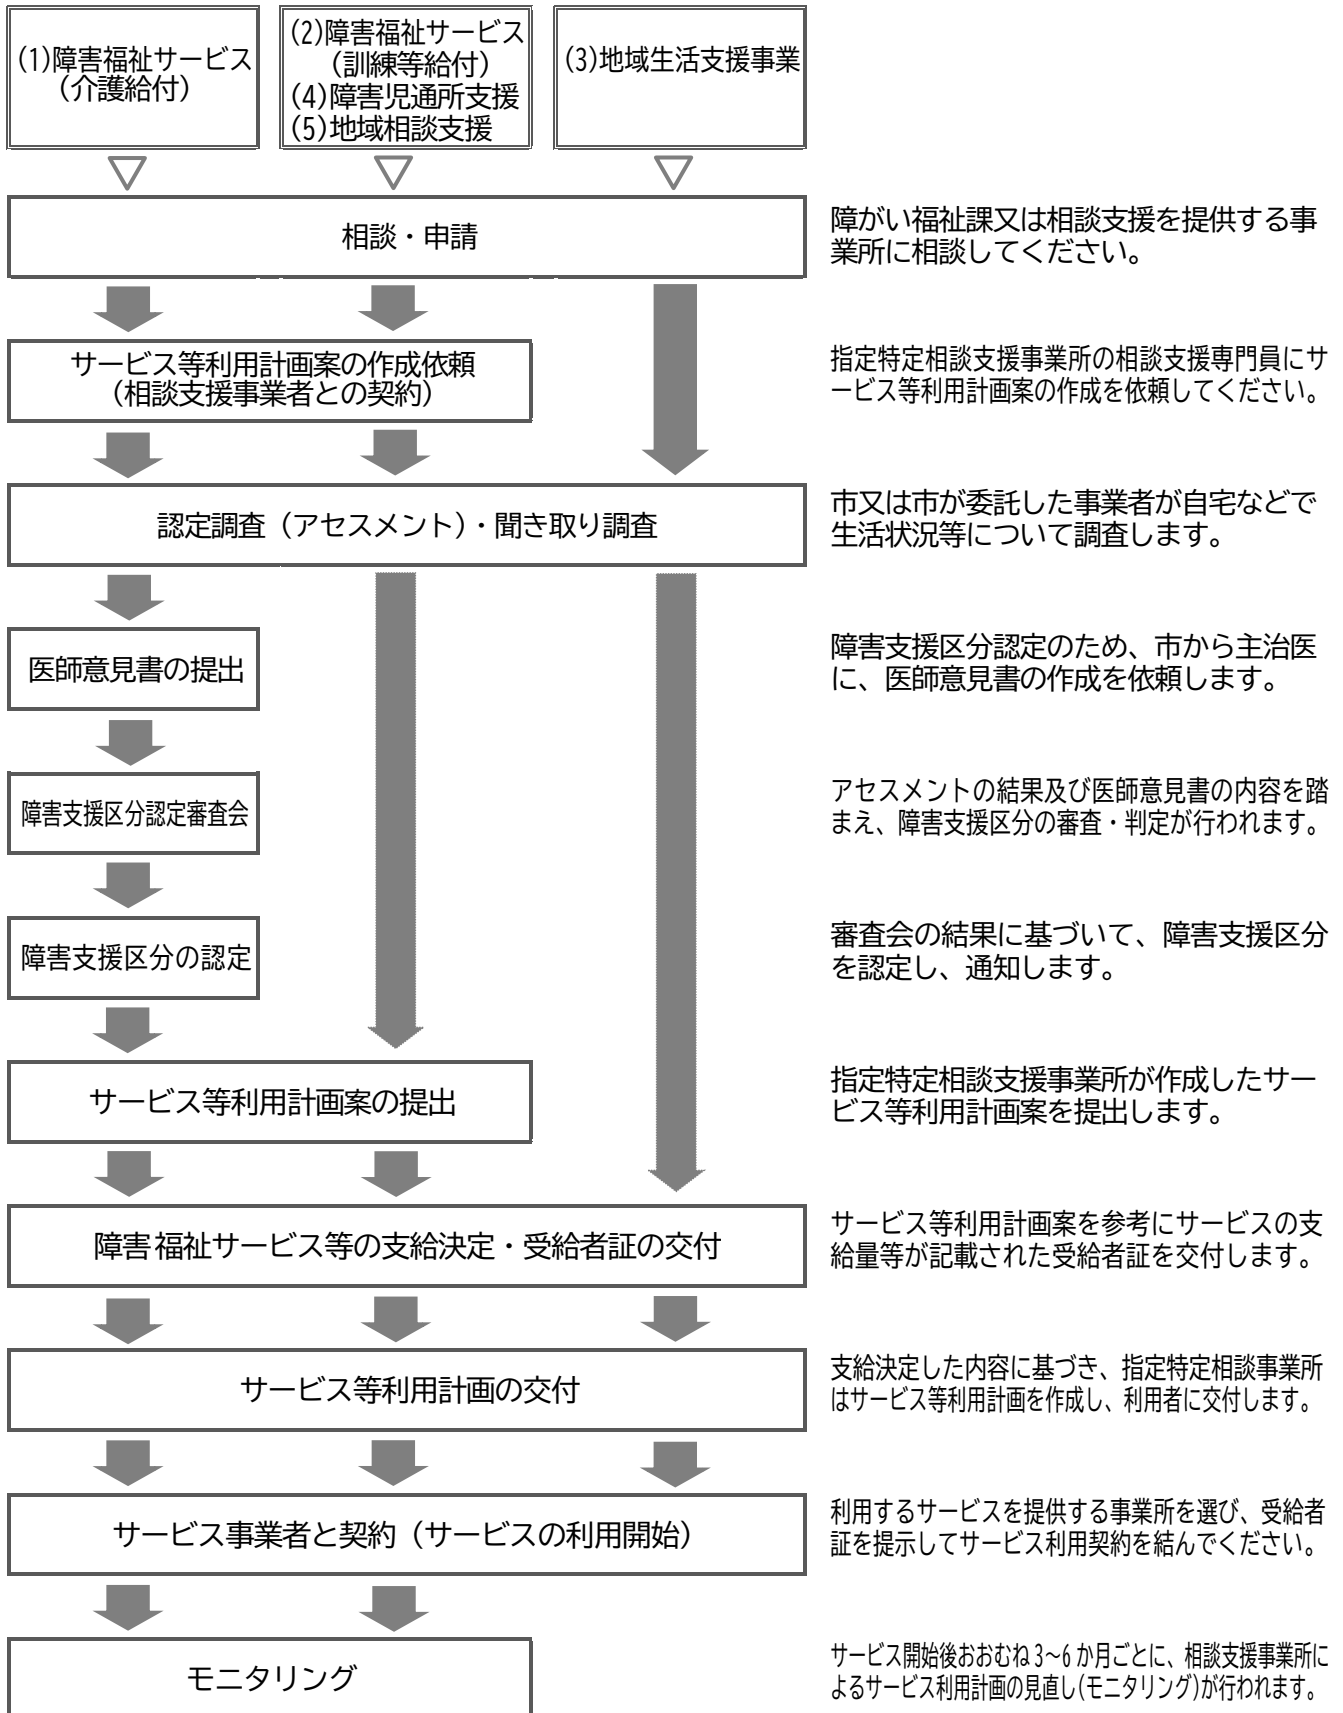 (1)障害福祉サービス
（介護給付）
(2)障害福祉サービス
（訓練等給付）
(4)障害児通所支援
(5)地域相談支援
(3)地域生活支援事業
相談・申請
障がい福祉課又は相談支援を提供する事
業所に相談してください。
サービス等利用計画案の作成依頼
（相談支援事業者との契約）
指定特定相談支援事業所の相談支援専門員にサ
ービス等利用計画案の作成を依頼してください。
認定調査（アセスメント）・聞き取り調査
市又は市が委託した事業者が自宅などで
生活状況等について調査します。
医師意見書の提出
障害支援区分認定のため、市から主治医
に、医師意見書の作成を依頼します。
障害支援区分認定審査会
アセスメントの結果及び医師意見書の内容を踏
まえ、障害支援区分の審査・判定が行われます。
障害支援区分の認定
審査会の結果に基づいて、障害支援区分
を認定し、通知します。
サービス等利用計画案の提出
指定特定相談支援事業所が作成したサー
ビス等利用計画案を提出します。
障害福祉サービス等の支給決定・受給者証の交付
サービス等利用計画案を参考にサービスの支
給量等が記載された受給者証を交付します。
サービス等利用計画の交付
支給決定した内容に基づき、指定特定相談事業所
はサービス等利用計画を作成し、利用者に交付します。
サービス事業者と契約（サービスの利用開始）
利用するサービスを提供する事業所を選び、受給者
証を提示してサービス利用契約を結んでください。
モニタリング
サービス開始後おおむね3～6か月ごとに、相談支援事業所に
よるサービス利用計画の見直し(モニタリング)が行われます。